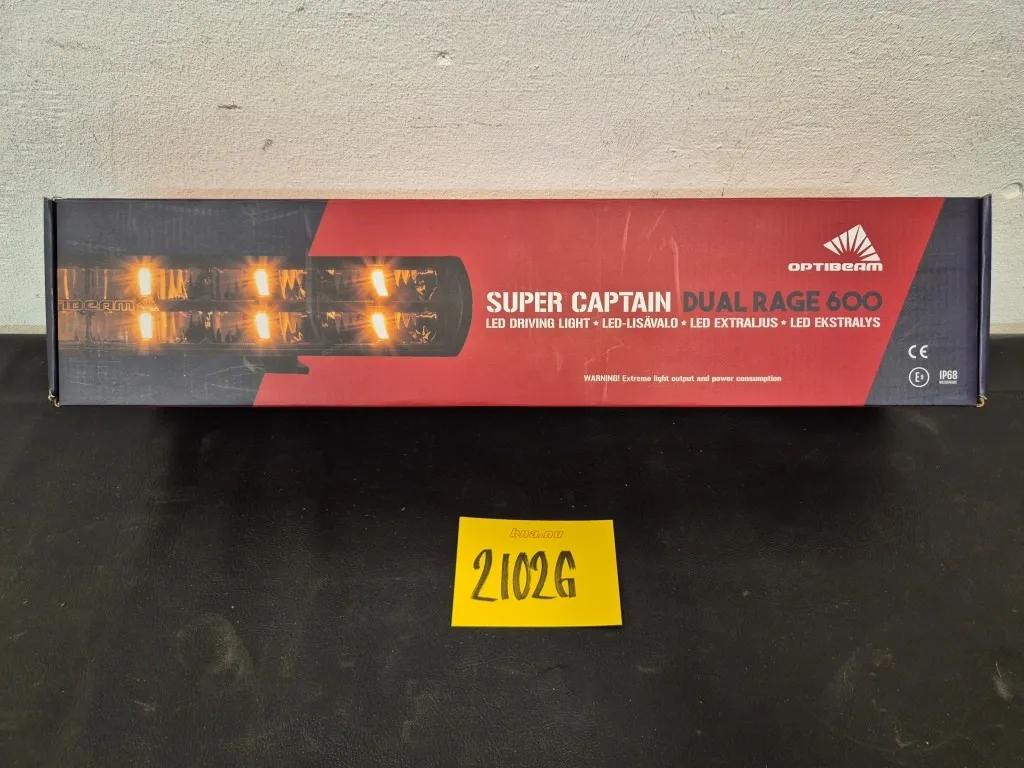 OPTIBEAM
TIBEAM
SUPER CAPTAIN DUAL RAGE 600
LED DRIVING LIGHT • LED-LISÄVALO • LED EXTRALJUS • LED EKSTRALYS
WARNING! Extreme light output and power consumption
CE
E
IP68
bna.nu
2102G